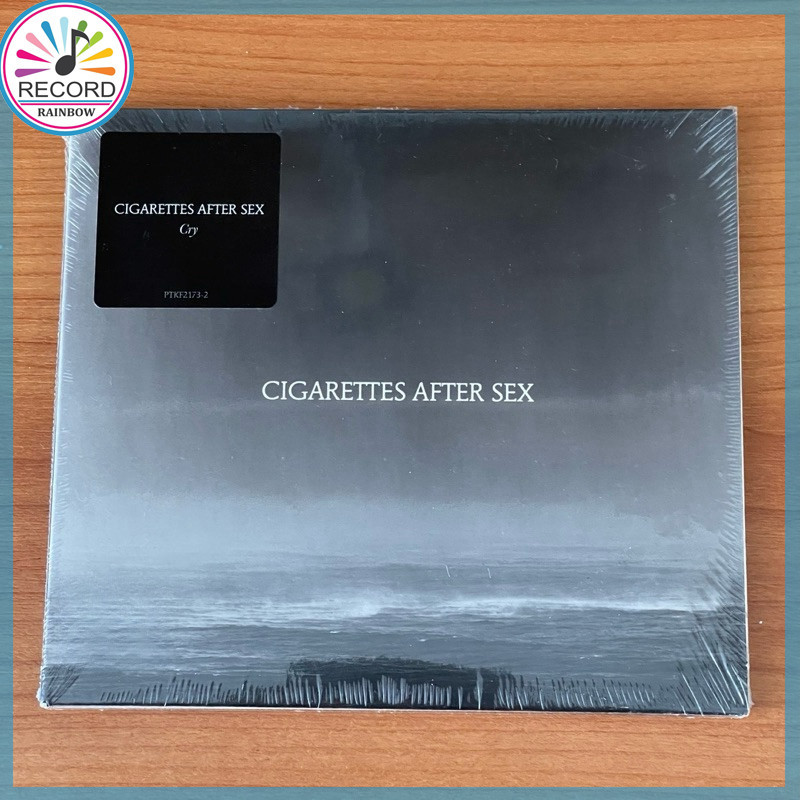 RECORD
RAINBOW
CIGARETTES AFTER SEX
Cry
PTKF2173-2
CIGARETTES AFTER SEX